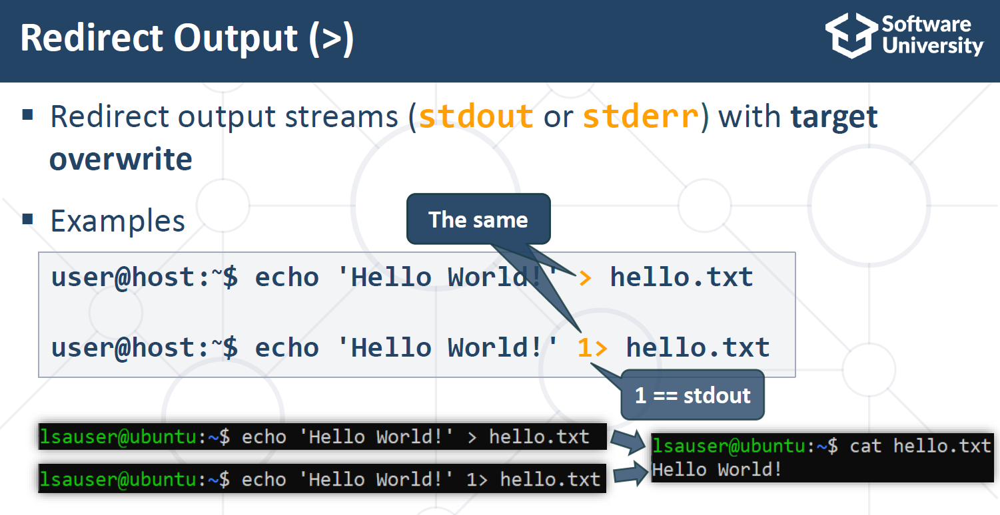 Redirect Output (>)
Software
University
▪ Redirect output streams (stdout or stderr) with target
overwrite
▪ Examples
The same
user@host:~$ echo 'Hello World!' > hello.txt
user@host:~$ echo 'Hello World!' 1> hello.txt
1 == stdout
lsauser@ubuntu:~$ echo 'Hello World!' > hello.txt
lsauser@ubuntu:~$ echo 'Hello World!' 1> hello.txt
lsauser@ubuntu:~$ cat hello.txt
Hello World!